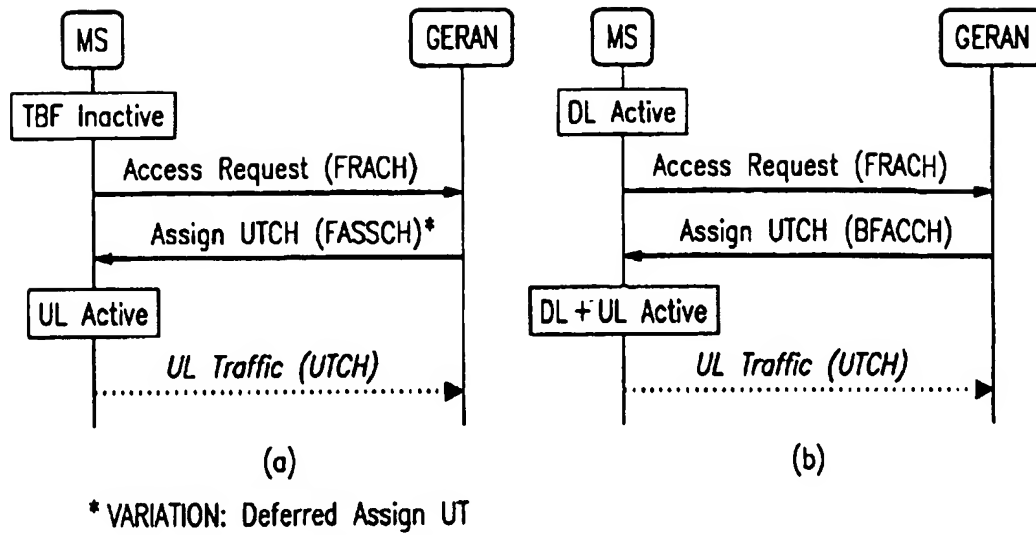 MS
GERAN
TBF Inactive
Access Request (FRACH)
Assign UTCH (FASSCH)*
UL Active
UL Traffic (UTCH)
(a)
MS
GERAN
DL Active
Access Request (FRACH)
Assign UTCH (BFACCH)
DL + UL Active
UL Traffic (UTCH)
(b)
* VARIATION: Deferred Assign UT